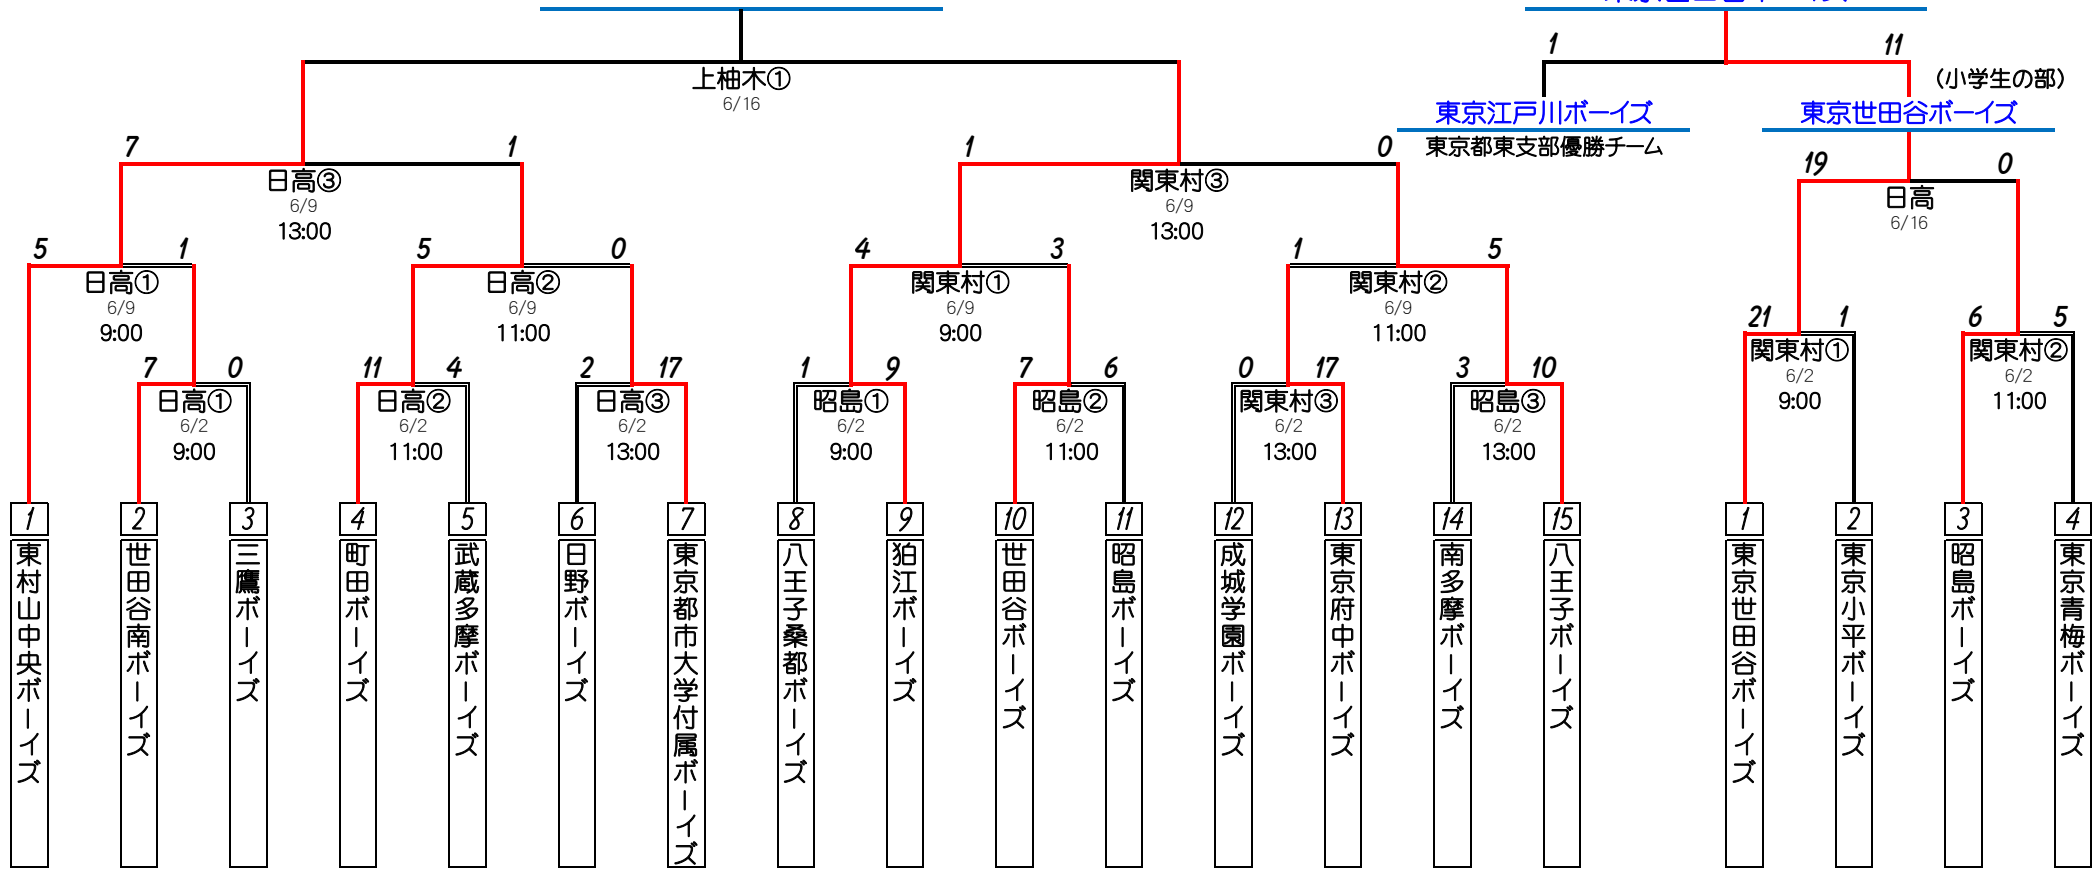 1 11
上柚木①
6/16
(小学生の部)
東京江戸川ボーイズ 東京世田谷ボーイズ
東京都東支部優勝チーム
7 1 1 0 19 0
日高③ 関東村③ 日高
6/9 6/9 6/16
13:00 13:00
5 1 5 0 4 3 1 5
日高① 日高② 関東村① 関東村②
6/9 6/9 6/9 6/9
9:00 11:00 9:00 11:00
21 1 6 5
関東村① 関東村②
6/2 6/2
9:00 11:00
7 0 11 4 2 17 1 9 7 6 0 17 3 10
日高① 日高② 日高③ 昭島① 昭島② 関東村③ 昭島③
6/2 6/2 6/2 6/2 6/2 6/2 6/2
9:00 11:00 13:00 9:00 11:00 13:00 13:00
1 2 3 4 5 6 7 8 9 10 11 12 13 14 15 1 2 3 4
東村山中央ボーイズ
世田谷南ボーイズ
三鷹ボーイズ
町田ボーイズ
武蔵多摩ボーイズ
日野ボーイズ
東京都市大学付属ボーイズ
八王子桑都ボーイズ
狛江ボーイズ
世田谷ボーイズ
昭島ボーイズ
成城学園ボーイズ
東京府中ボーイズ
南多摩ボーイズ
八王子ボーイズ
東京世田谷ボーイズ
東京小平ボーイズ
昭島ボーイズ
東京青梅ボーイズ